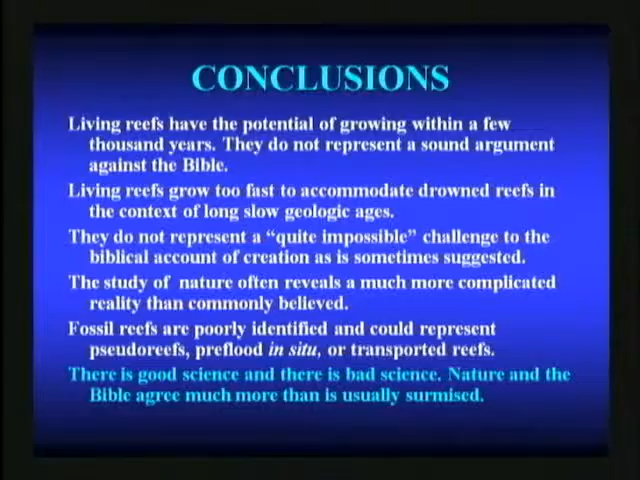 CONCLUSIONS
Living reefs have the potential of growing within a few
thousand years. They do not represent a sound argument
against the Bible.
Living reefs grow too fast to accommodate drowned reefs in
the context of long slow geologic ages.
They do not represent a “quite impossible” challenge to the
biblical account of creation as is sometimes suggested.
The study of nature often reveals a much more complicated
reality than commonly believed.
Fossil reefs are poorly identified and could represent
pseudoreefs, preflood in situ, or transported reefs.
There is good science and there is bad science. Nature and the
Bible agree much more than is usually surmised.